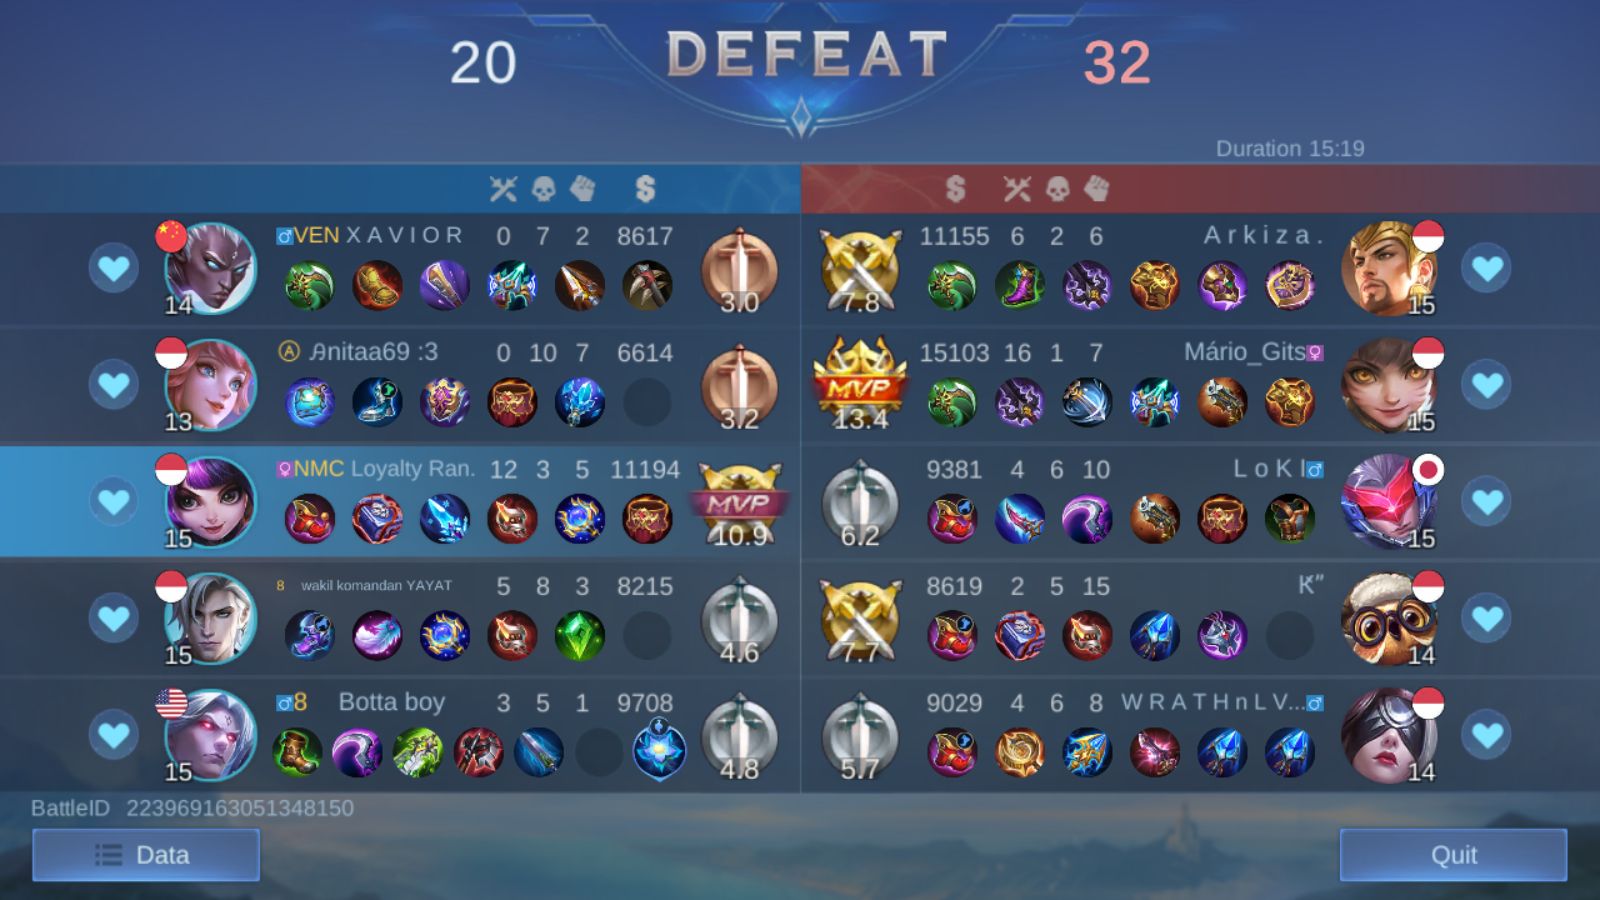 20 DEFEAT 32
Duration 15:19
VEN X A V I O R 0 7 2 8617
14 3.0
11155 6 2 6 A r k i z a .
7.8 15
Ꭿnitaa69 :3 0 10 7 6614
13 3.2
15103 16 1 7 Mário_Gits
MVP
13.4 15
NMC Loyalty Ran. 12 3 5 11194
MVP
15 10.9
9381 4 6 10 L o K I
6.2 15
8 wakil komandan YAYAT 5 8 3 8215
15 4.6
8619 2 5 15 Ҝ”
7.7 14
8 Botta boy 3 5 1 9708
15 4.8
9029 4 6 8 W R A T H n L V...
5.7 14
BattleID 223969163051348150
Data
Quit